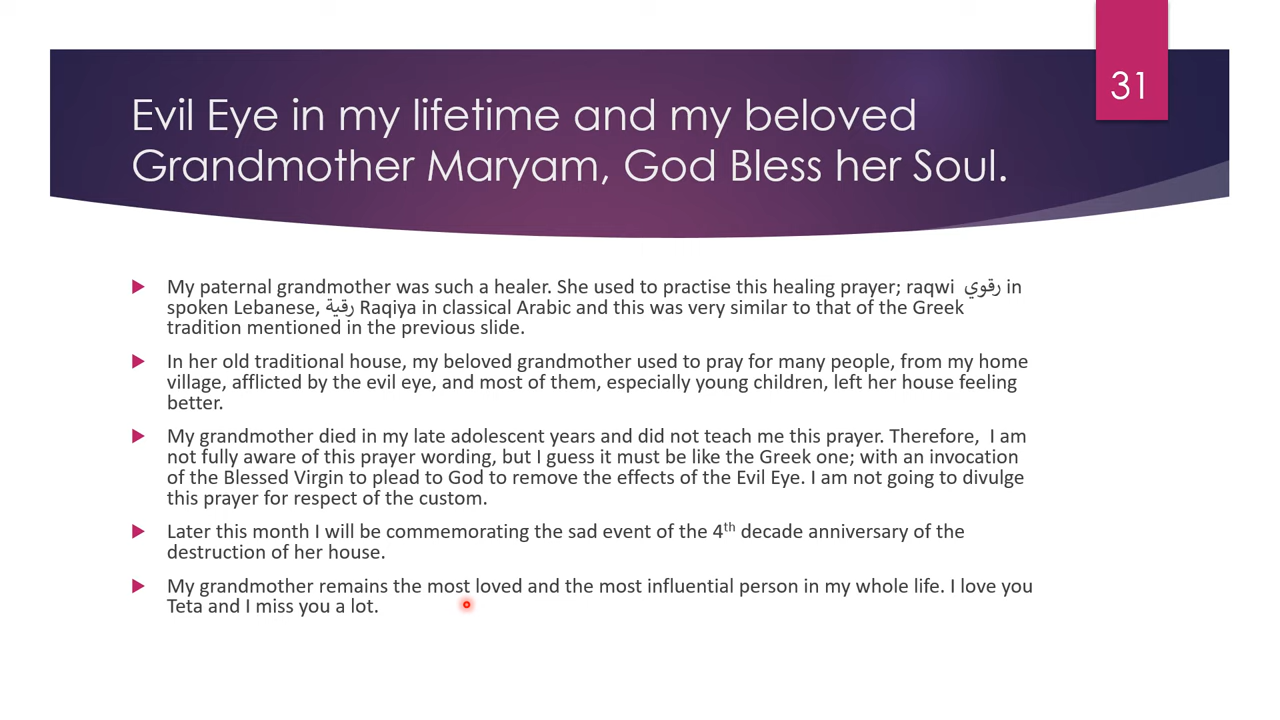 31
Evil Eye in my lifetime and my beloved
Grandmother Maryam, God Bless her Soul.
My paternal grandmother was such a healer. She used to practise this healing prayer; raqwi رقوي in
spoken Lebanese, رقية Raqiya in classical Arabic and this was very similar to that of the Greek
tradition mentioned in the previous slide.
In her old traditional house, my beloved grandmother used to pray for many people, from my home
village, afflicted by the evil eye, and most of them, especially young children, left her house feeling
better.
My grandmother died in my late adolescent years and did not teach me this prayer. Therefore, I am
not fully aware of this prayer wording, but I guess it must be like the Greek one; with an invocation
of the Blessed Virgin to plead to God to remove the effects of the Evil Eye. I am not going to divulge
this prayer for respect of the custom.
Later this month I will be commemorating the sad event of the 4th decade anniversary of the
destruction of her house.
My grandmother remains the most loved and the most influential person in my whole life. I love you
Teta and I miss you a lot.